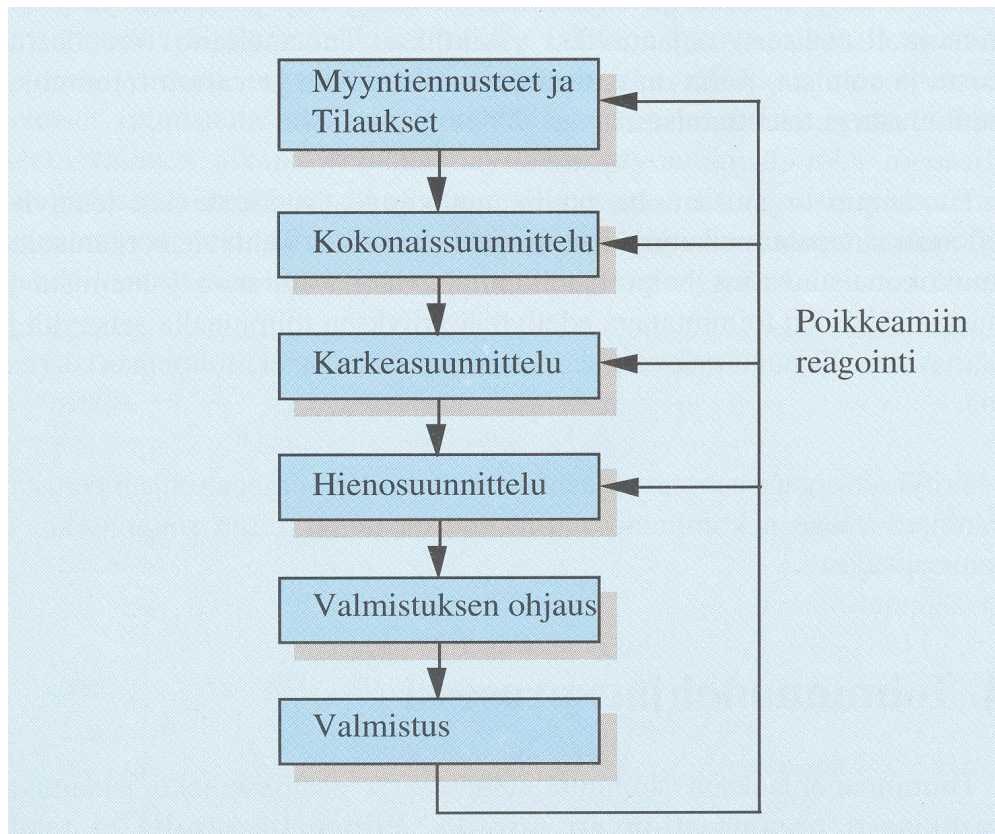 Myyntiennusteet ja
Tilaukset
Kokonaissuunnittelu
Karkeasuunnittelu
Poikkeamiin
reagointi
Hienosuunnittelu
Valmistuksen ohjaus
Valmistus